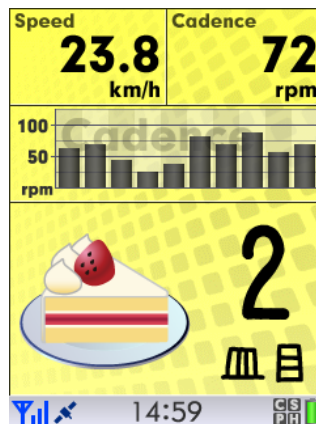 Speed
23.8
km/h
Cadence
72
rpm
Cadence
100
50
rpm
2
皿目
14:59
C S
P H